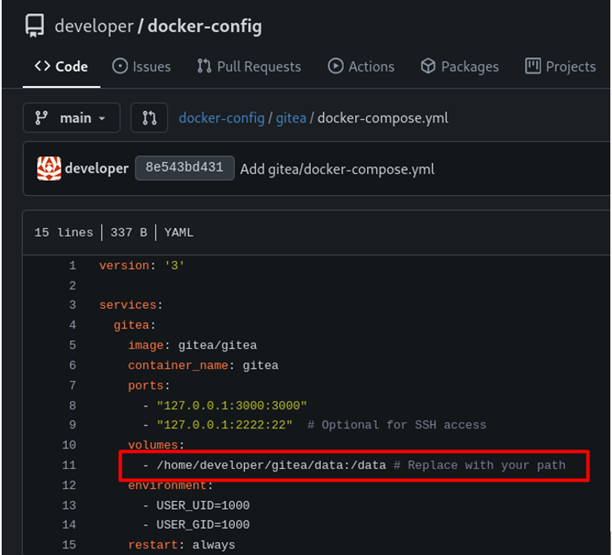 developer / docker-config
Code Issues Pull Requests Actions Packages Projects
main docker-config / gitea / docker-compose.yml
developer 8e543bd431 Add gitea/docker-compose.yml
15 lines | 337 B | YAML
1 version: '3'
2
3 services:
4 gitea:
5 image: gitea/gitea
6 container_name: gitea
7 ports:
8 - "127.0.0.1:3000:3000"
9 - "127.0.0.1:2222:22" # Optional for SSH access
10 volumes:
11 - /home/developer/gitea/data:/data # Replace with your path
12 environment:
13 - USER_UID=1000
14 - USER_GID=1000
15 restart: always